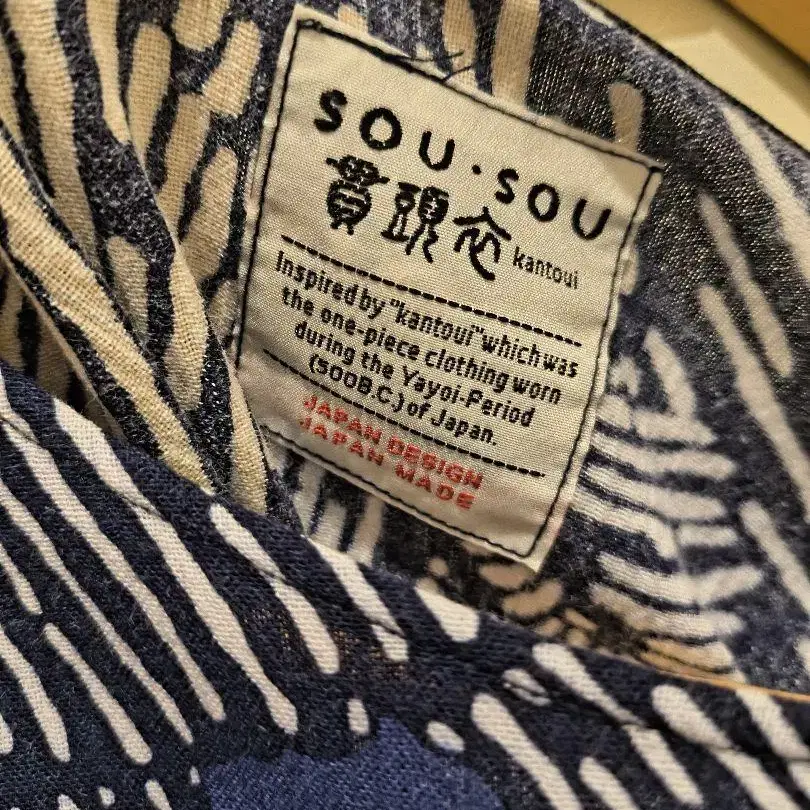 SOU・SOU
貫頭衣 kantoui
Inspired by "kantoui" which was
the one-piece clothing worn
during the Yayoi-Period
(500B.C.) of Japan.
JAPAN DESIGN
JAPAN MADE